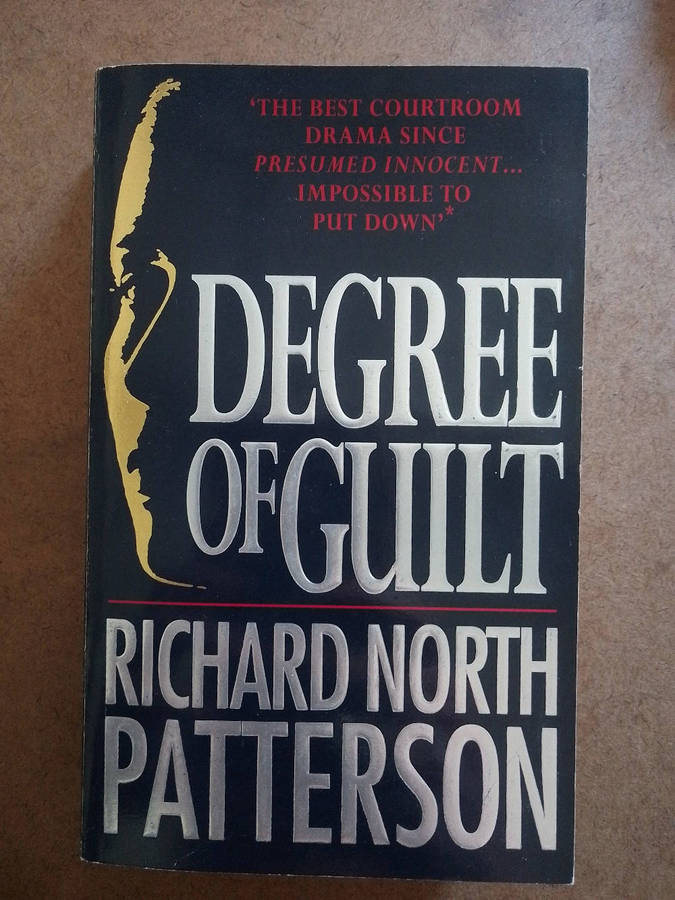 ‘THE BEST COURTROOM
DRAMA SINCE
PRESUMED INNOCENT...
IMPOSSIBLE TO
PUT DOWN’*
DEGREE
OF GUILT
RICHARD NORTH
PATTERSON